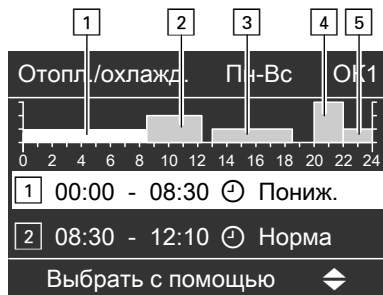 1 2 3 4 5
Отопл./охлажд. Пн-Вс ОК1
0 2 4 6 8 10 12 14 16 18 20 22 24
1 00:00 - 08:30 Пониж.
2 08:30 - 12:10 Норма
Выбрать с помощью